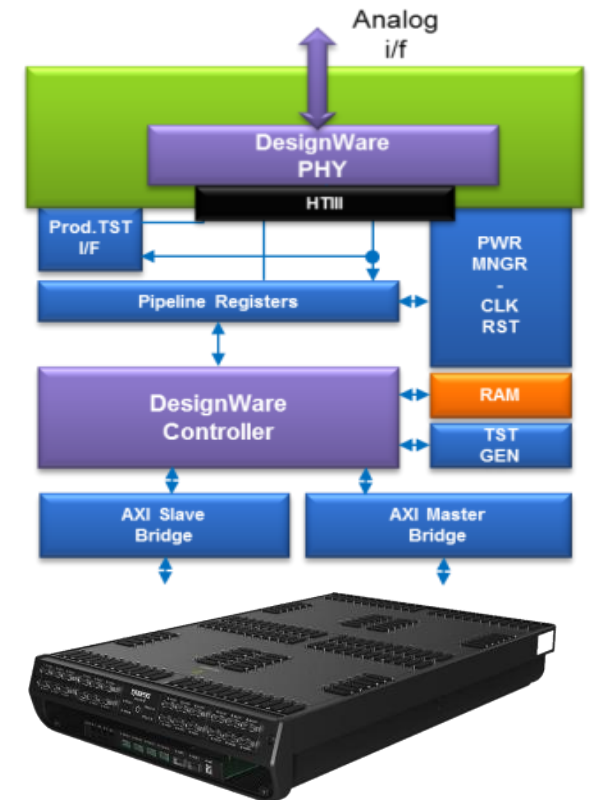 Analog
i/f
DesignWare
PHY
HTIII
Prod.TST
I/F
PWR
MNGR
-
CLK
RST
Pipeline Registers
DesignWare
Controller
RAM
TST
GEN
AXI Slave
Bridge
AXI Master
Bridge